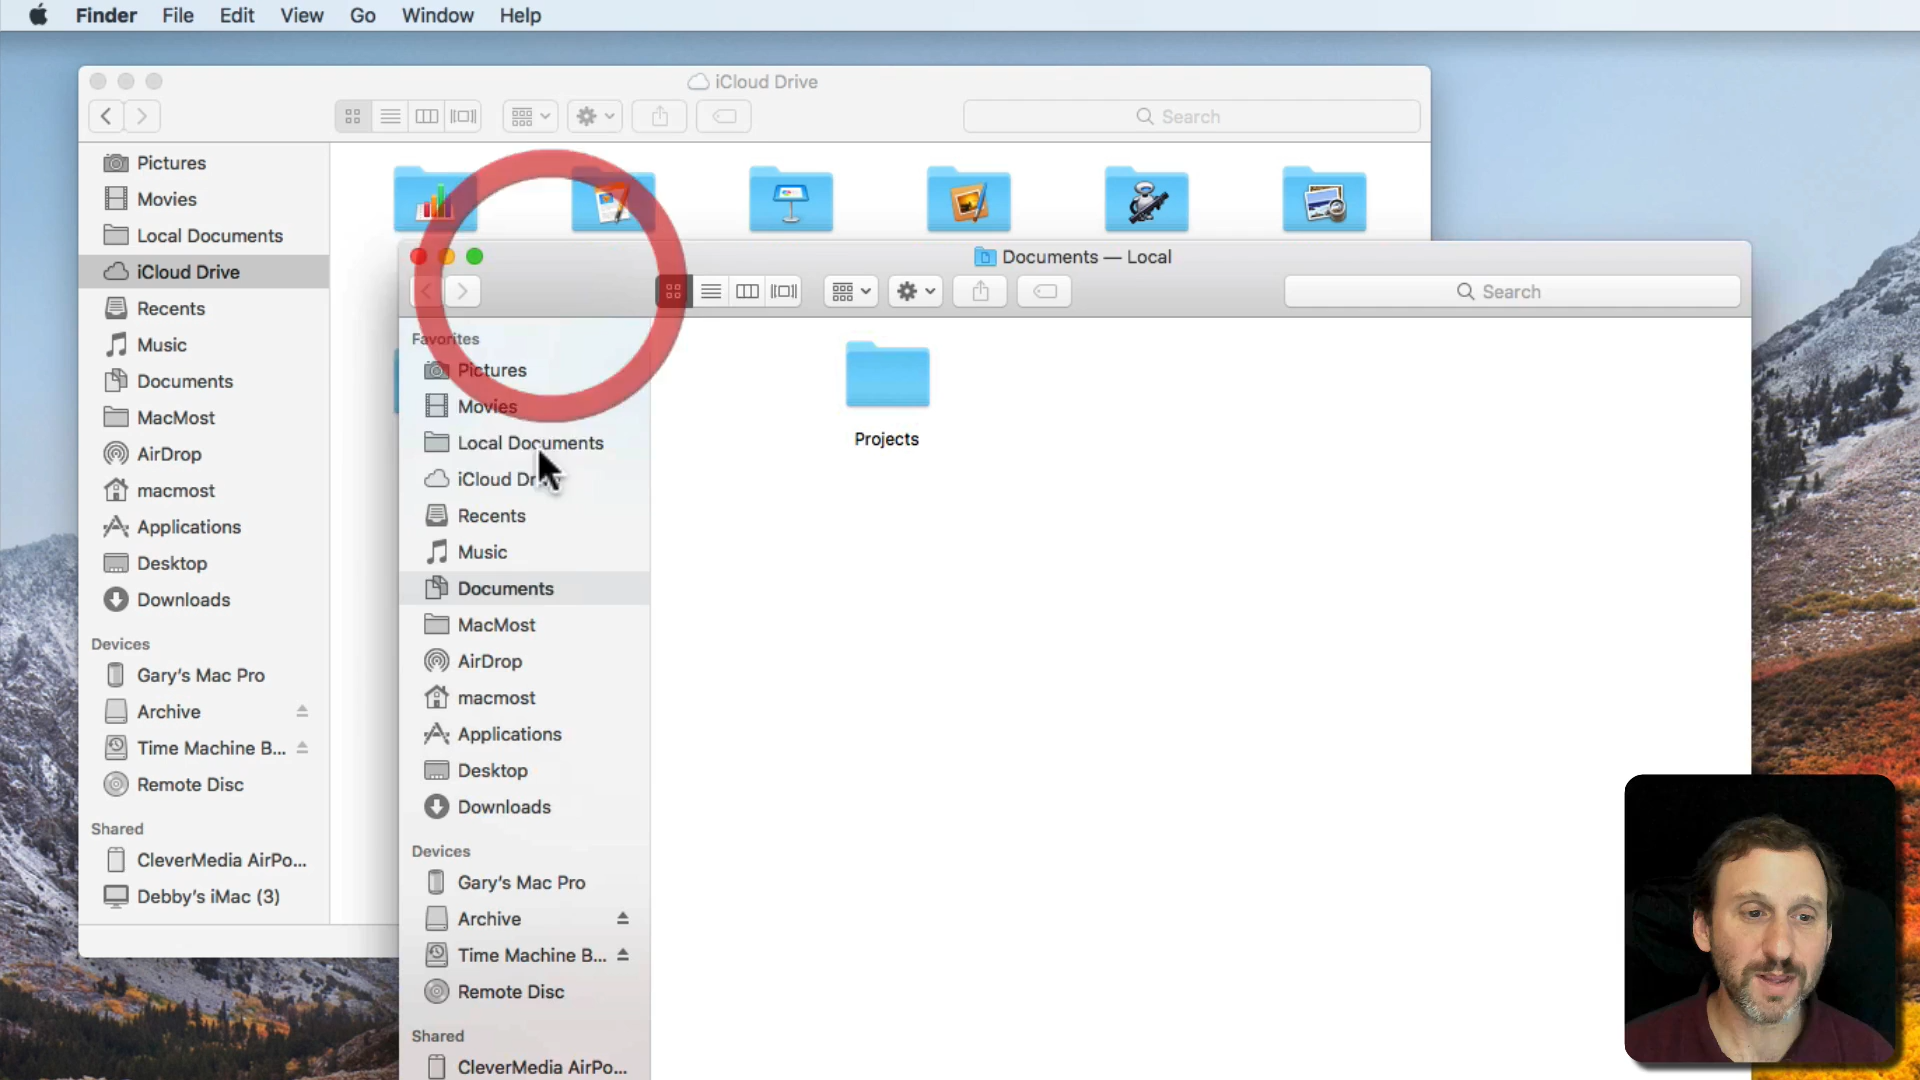 Finder File Edit View Go Window Help
iCloud Drive
Search
Pictures
Movies
Local Documents
iCloud Drive
Recents
Music
Documents
MacMost
AirDrop
macmost
Applications
Desktop
Downloads
Devices
Gary's Mac Pro
Archive
Time Machine B...
Remote Disc
Shared
CleverMedia AirPo...
Debby's iMac (3)
Documents — Local
Search
Favorites
Pictures
Movies
Local Documents
iCloud Dr
Recents
Music
Documents
MacMost
AirDrop
macmost
Applications
Desktop
Downloads
Devices
Gary's Mac Pro
Archive
Time Machine B...
Remote Disc
Shared
CleverMedia AirPo...
Projects